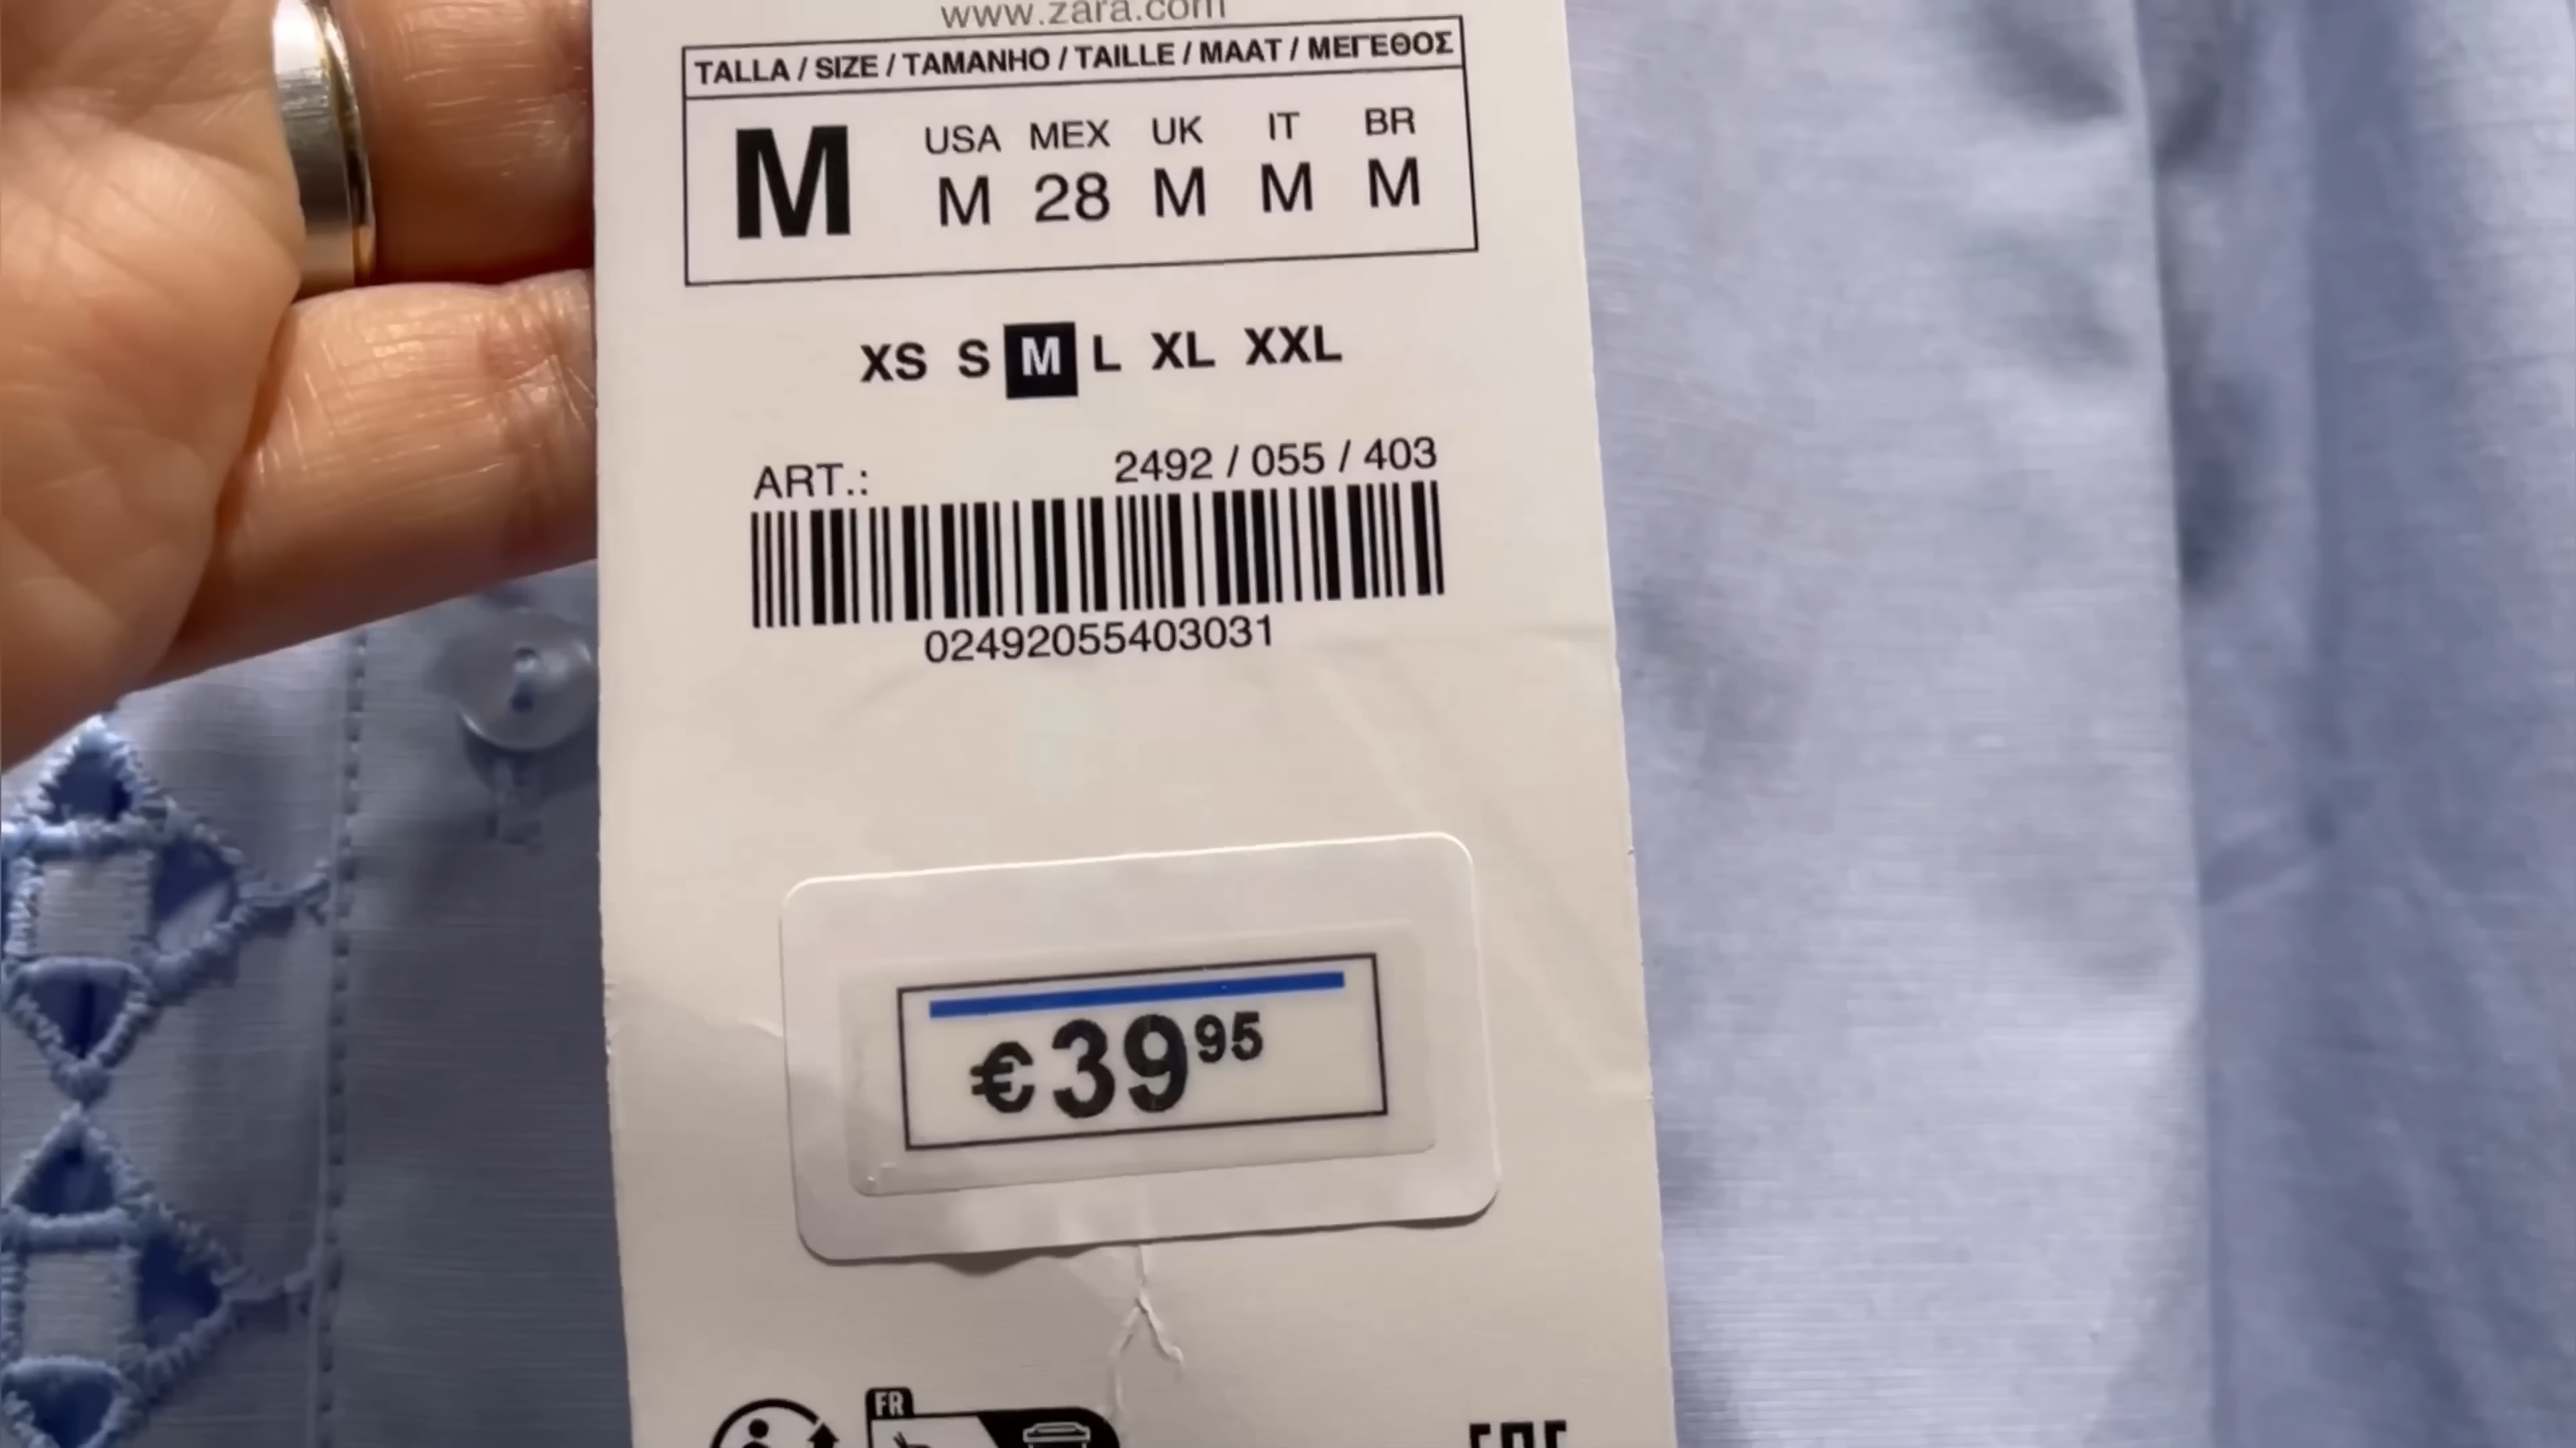 www.zara.com
TALLA / SIZE / TAMANHO / TAILLE / MAAT / ΜΕΓΕΘΟΣ
M USA MEX UK IT BR
M 28 M M M
XS S M L XL XXL
ART.: 2492 / 055 / 403
02492055403031
€39⁹⁵
FR
EAC